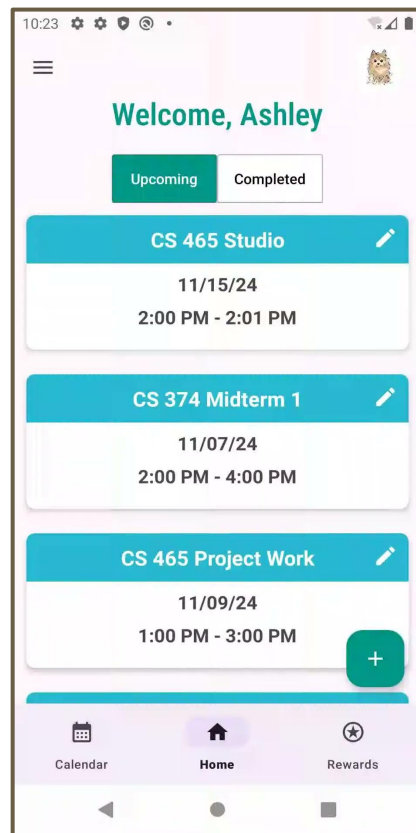 10:23
Welcome, Ashley
Upcoming Completed
CS 465 Studio
11/15/24
2:00 PM - 2:01 PM
CS 374 Midterm 1
11/07/24
2:00 PM - 4:00 PM
CS 465 Project Work
11/09/24
1:00 PM - 3:00 PM
+
Calendar Home Rewards